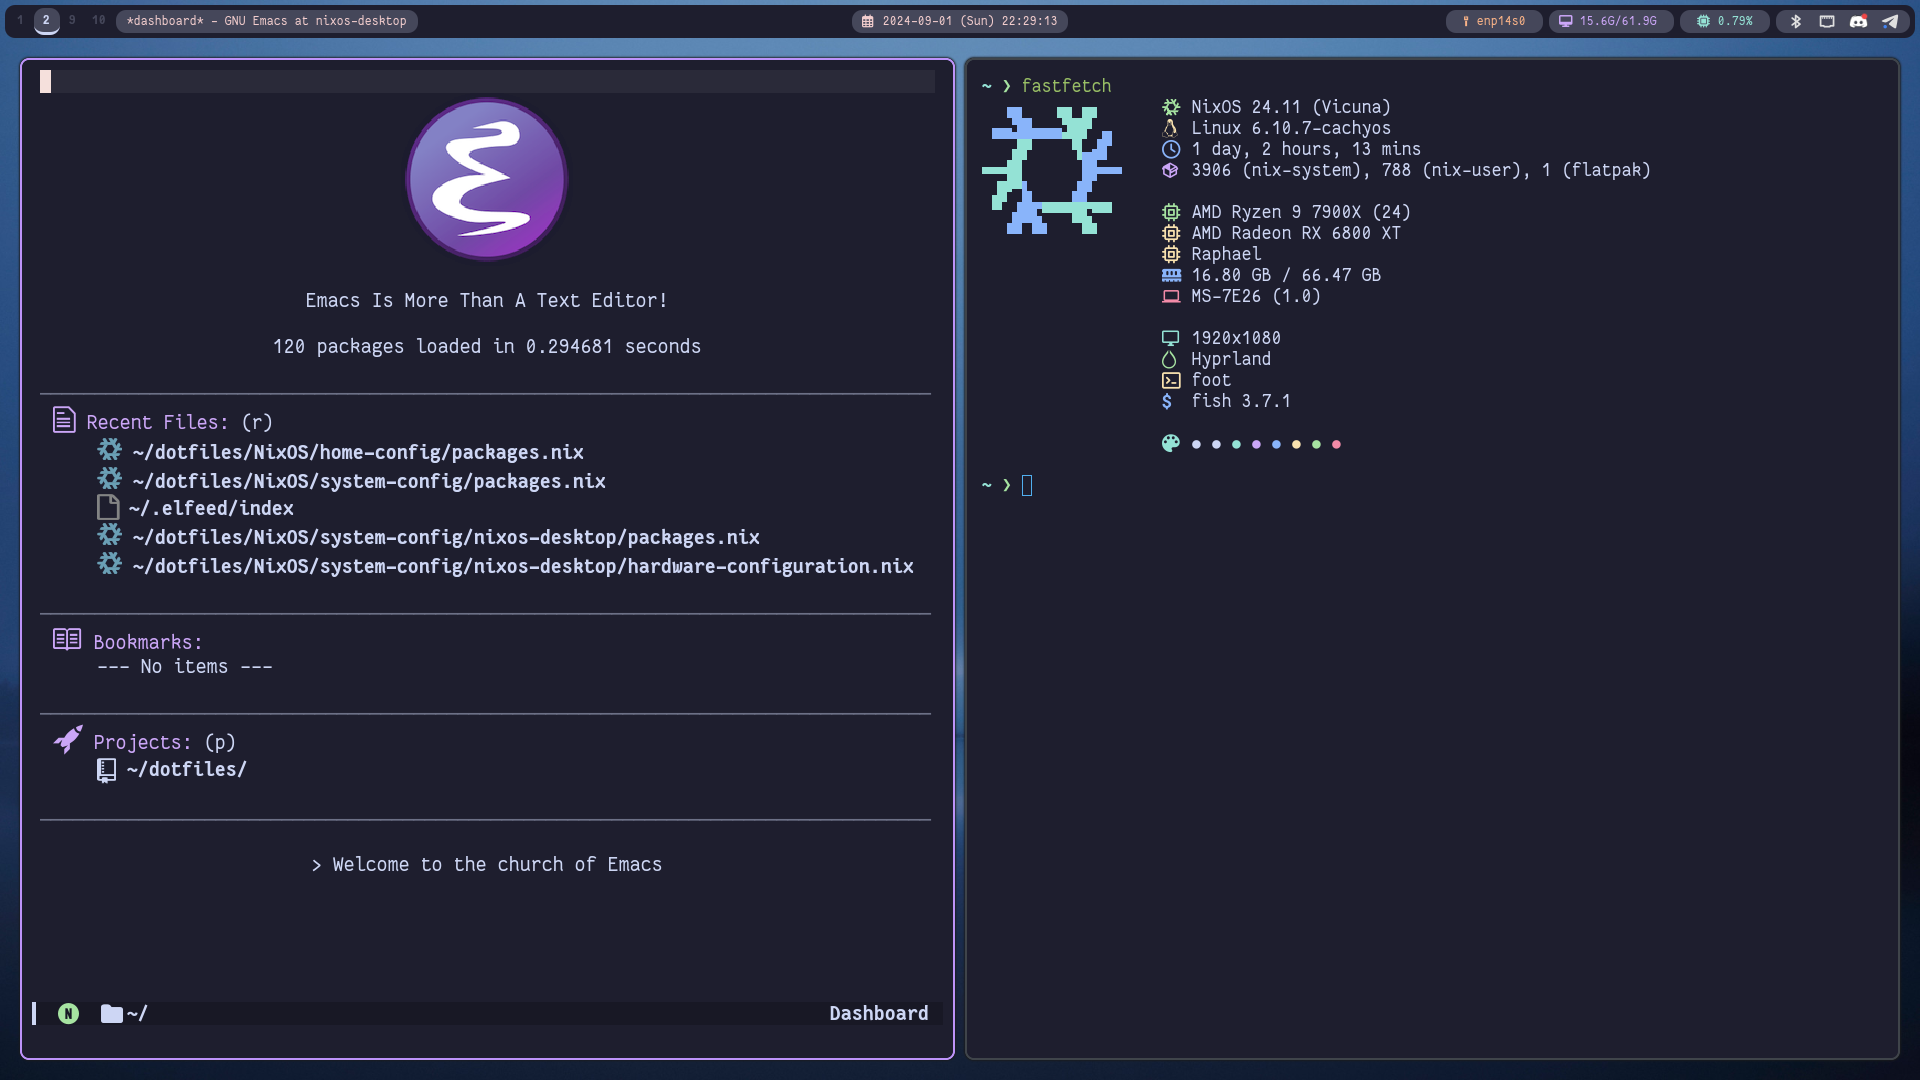 1 2 9 10 *dashboard* - GNU Emacs at nixos-desktop
2024-09-01 (Sun) 22:29:13
enp14s0 15.6G/61.9G 0.79%
Emacs Is More Than A Text Editor!
120 packages loaded in 0.294681 seconds
Recent Files: (r)
~/dotfiles/NixOS/home-config/packages.nix
~/dotfiles/NixOS/system-config/packages.nix
~/.elfeed/index
~/dotfiles/NixOS/system-config/nixos-desktop/packages.nix
~/dotfiles/NixOS/system-config/nixos-desktop/hardware-configuration.nix
Bookmarks:
--- No items ---
Projects: (p)
~/dotfiles/
> Welcome to the church of Emacs
N ~/ Dashboard
~ ❯ fastfetch
NixOS 24.11 (Vicuna)
Linux 6.10.7-cachyos
1 day, 2 hours, 13 mins
3906 (nix-system), 788 (nix-user), 1 (flatpak)
AMD Ryzen 9 7900X (24)
AMD Radeon RX 6800 XT
Raphael
16.80 GB / 66.47 GB
MS-7E26 (1.0)
1920x1080
Hyprland
foot
$ fish 3.7.1
~ ❯